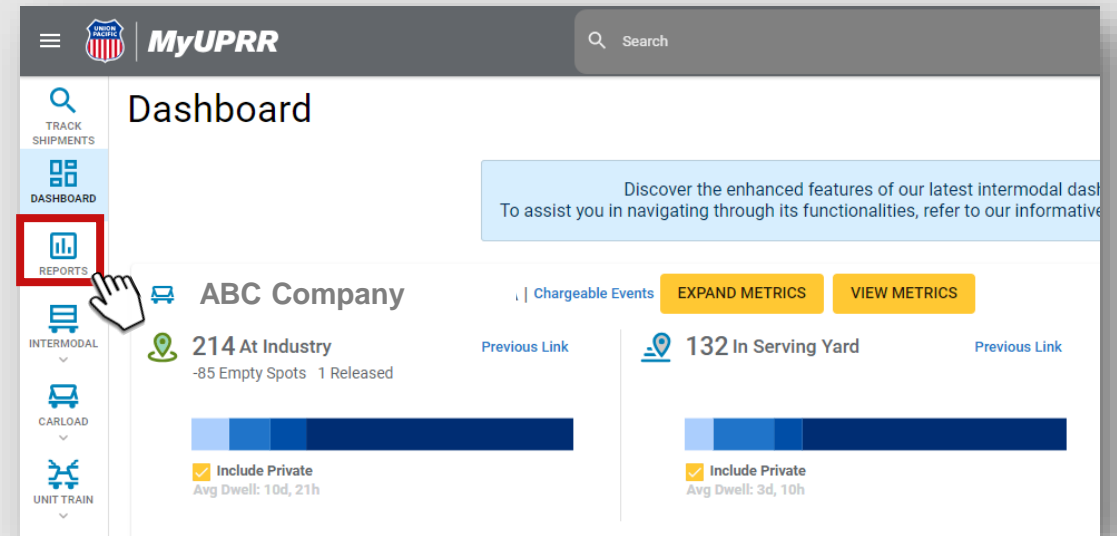 UNION
PACIFIC
MyUPRR
Search
TRACK
SHIPMENTS
DASHBOARD
REPORTS
INTERMODAL
CARLOAD
UNIT TRAIN
Dashboard
Discover the enhanced features of our latest intermodal
To assist you in navigating through its functionalities, refer to our informative
ABC Company
| Chargeable Events
EXPAND METRICS
VIEW METRICS
214 At Industry
Previous Link
-85 Empty Spots 1 Released
Include Private
Avg Dwell: 10d, 21h
132 In Serving Yard
Previous Link
Include Private
Avg Dwell: 3d, 10h